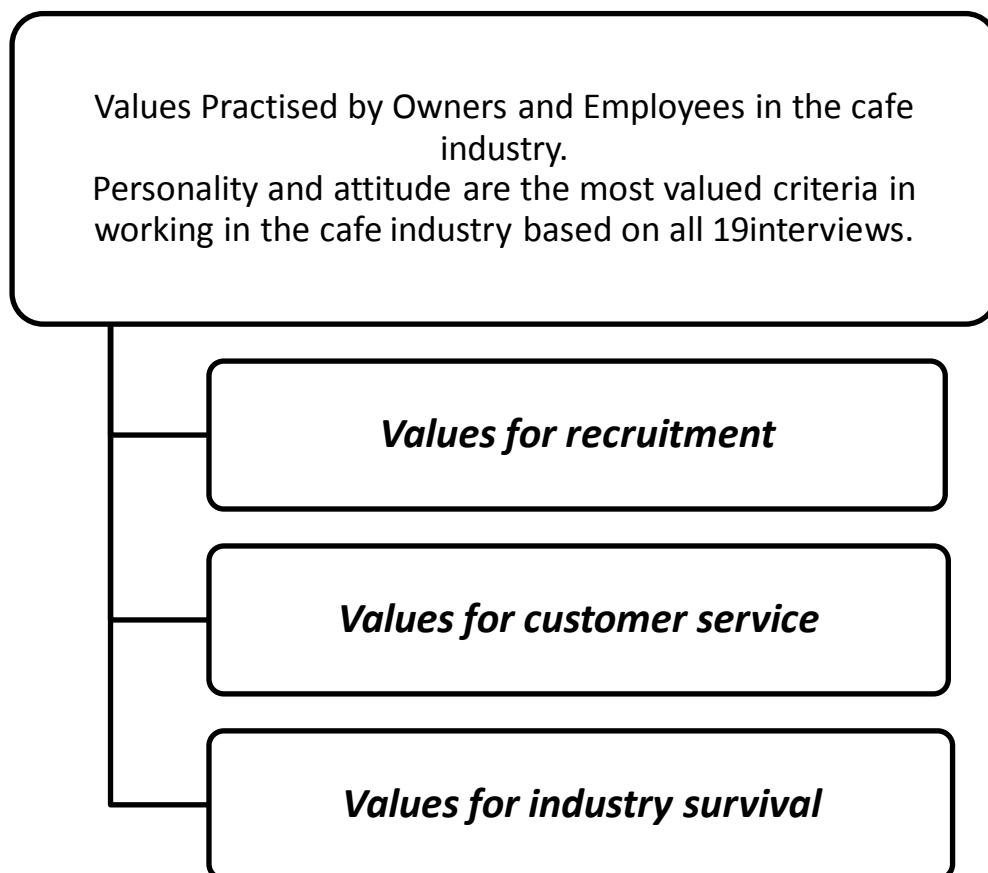 Values Practised by Owners and Employees in the cafe
industry.
Personality and attitude are the most valued criteria in
working in the cafe industry based on all 19interviews.
Values for recruitment
Values for customer service
Values for industry survival